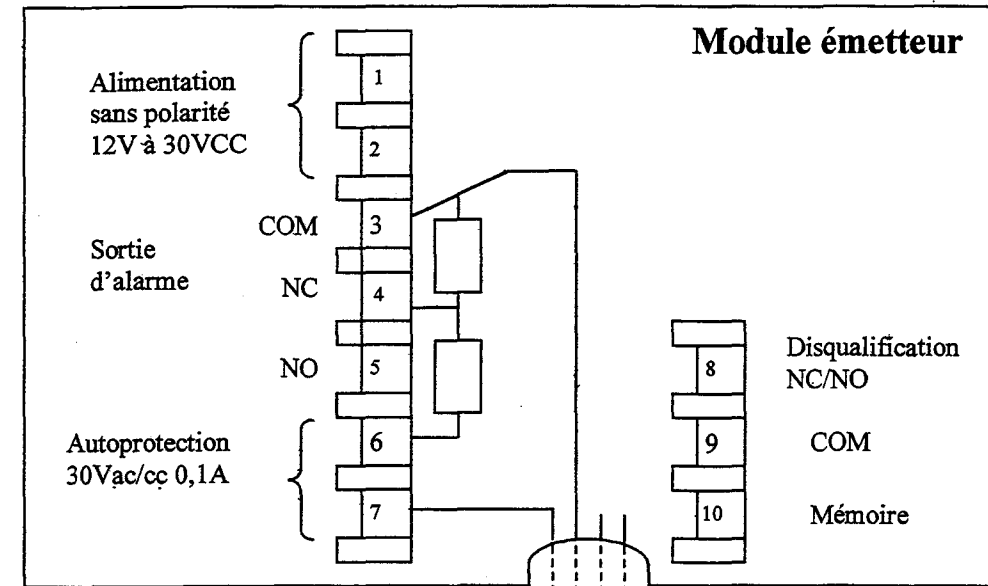 Module émetteur
Alimentation
sans polarité
12V à 30VCC
1
2
COM
3
Sortie
d'alarme
NC
4
NO
5
Autoprotection
30Vac/cc 0,1A
6
7
8
Disqualification
NC/NO
9
COM
10
Mémoire